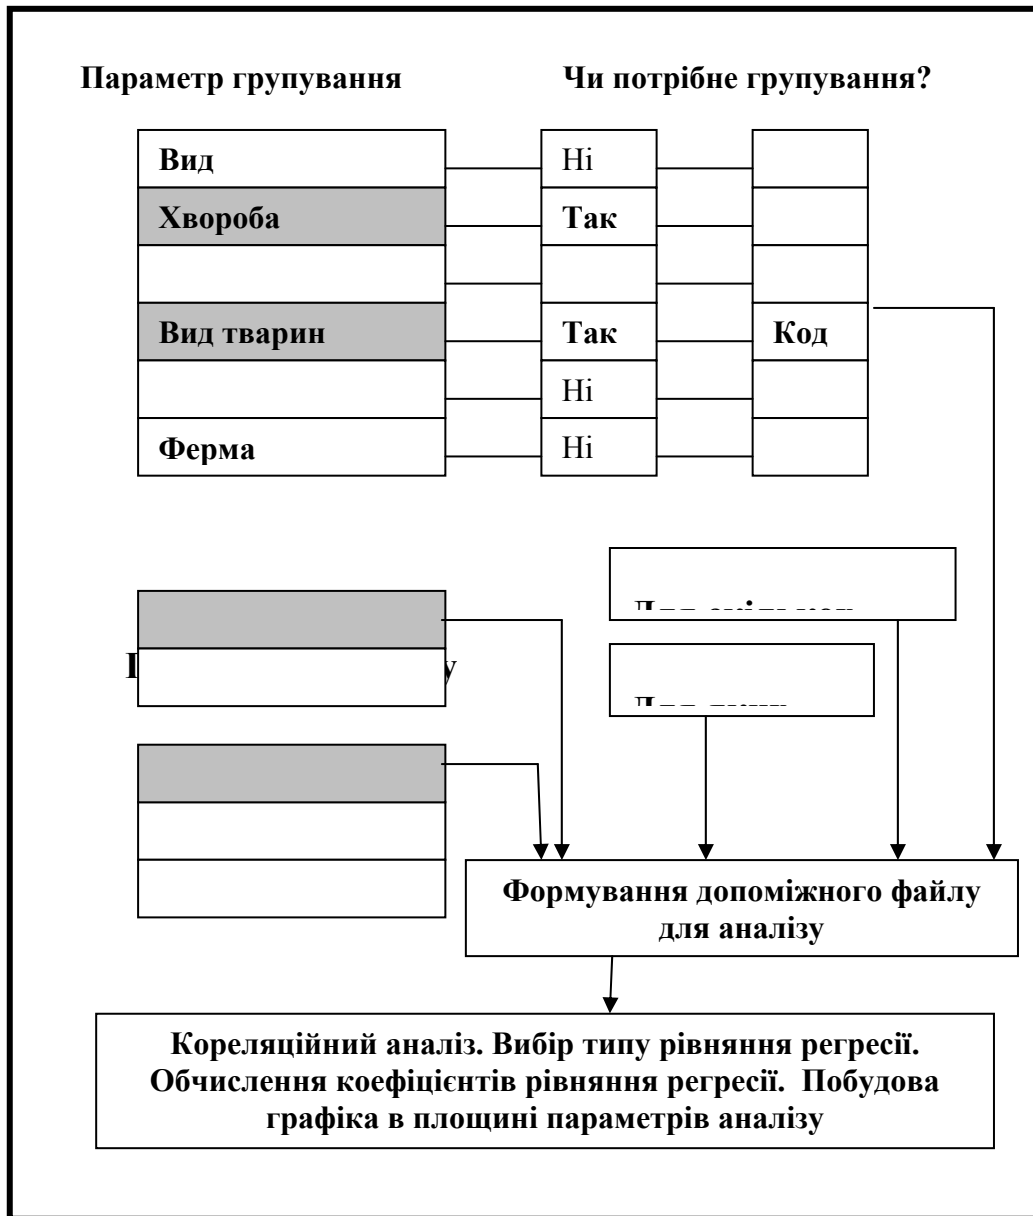 Параметр групування Чи потрібне групування?
Вид Ні
Хвороба Так
Вид тварин Так Код
Ні
Ферма Ні
Формування допоміжного файлу
для аналізу
Кореляційний аналіз. Вибір типу рівняння регресії.
Обчислення коефіцієнтів рівняння регресії. Побудова
графіка в площині параметрів аналізу